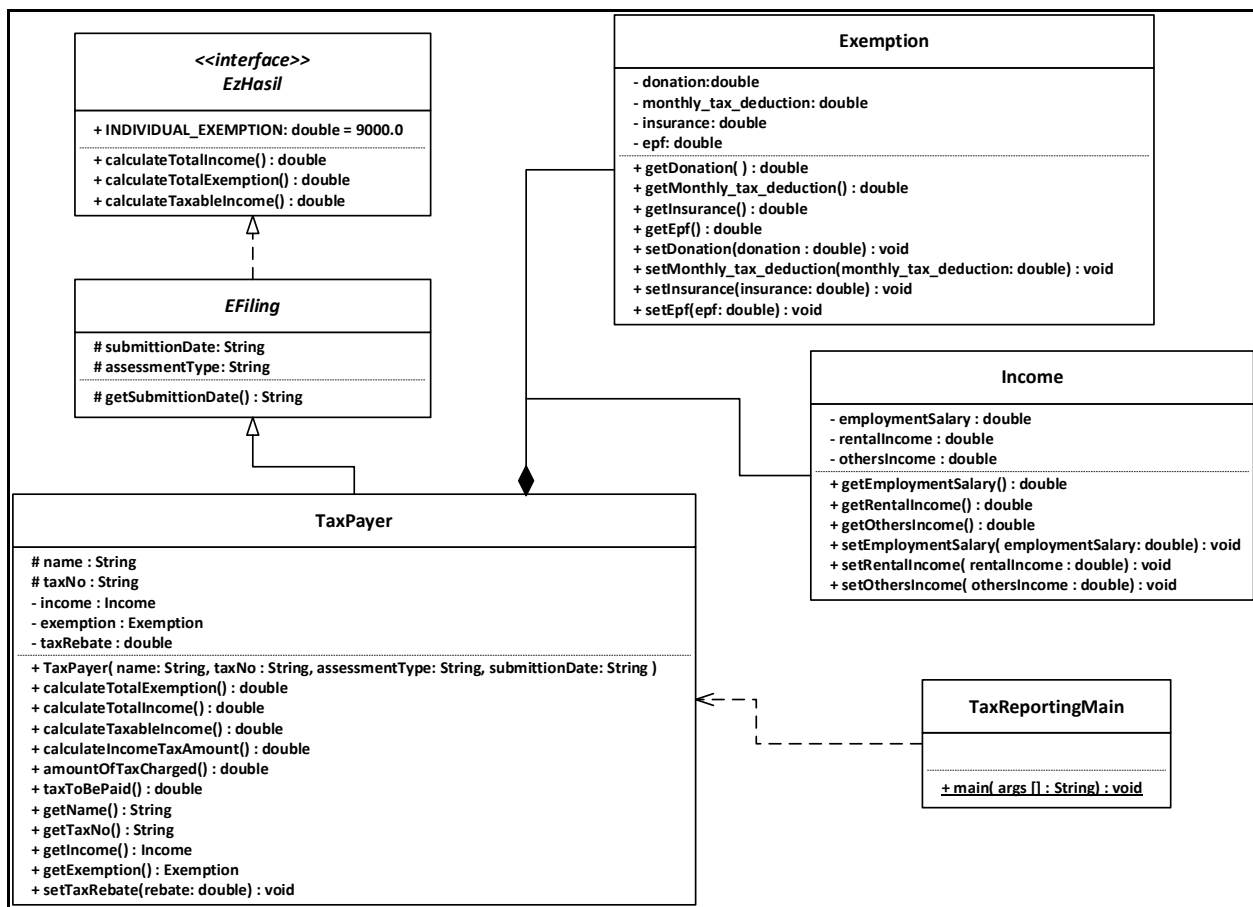 <<interface>>
EzHasil
+ INDIVIDUAL_EXEMPTION: double = 9000.0
+ calculateTotalIncome() : double
+ calculateTotalExemption() : double
+ calculateTaxableIncome() : double
EFiling
# submittionDate: String
# assessmentType: String
# getSubmittionDate() : String
Exemption
- donation:double
- monthly_tax_deduction: double
- insurance: double
- epf: double
+ getDonation( ) : double
+ getMonthly_tax_deduction() : double
+ getInsurance() : double
+ getEpf() : double
+ setDonation(donation : double) : void
+ setMonthly_tax_deduction(monthly_tax_deduction: double) : void
+ setInsurance(insurance: double) : void
+ setEpf(epf: double) : void
Income
- employmentSalary : double
- rentalIncome : double
- othersIncome : double
+ getEmploymentSalary() : double
+ getRentalIncome() : double
+ getOthersIncome() : double
+ setEmploymentSalary( employmentSalary: double) : void
+ setRentalIncome( rentalIncome : double) : void
+ setOthersIncome( othersIncome : double) : void
TaxPayer
# name : String
# taxNo : String
- income : Income
- exemption : Exemption
- taxRebate : double
+ TaxPayer( name: String, taxNo : String, assessmentType: String, submittionDate: String )
+ calculateTotalExemption() : double
+ calculateTotalIncome() : double
+ calculateTaxableIncome() : double
+ calculateIncomeTaxAmount() : double
+ amountOfTaxCharged() : double
+ taxToBePaid() : double
+ getName() : String
+ getTaxNo() : String
+ getIncome() : Income
+ getExemption() : Exemption
+ setTaxRebate(rebate: double) : void
TaxReportingMain
+ main( args [] : String) : void